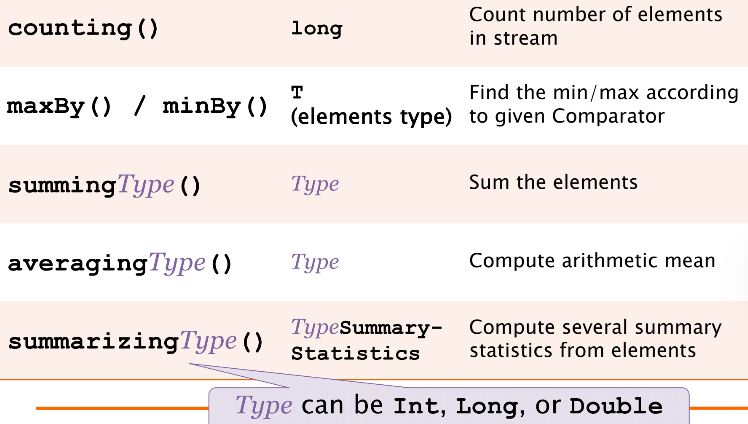 counting() long Count number of elements
in stream
maxBy() / minBy() T Find the min/max according
(elements type) to given Comparator
summingType() Type Sum the elements
averagingType() Type Compute arithmetic mean
summarizingType() TypeSummary- Compute several summary
Statistics statistics from elements
Type can be Int, Long, or Double